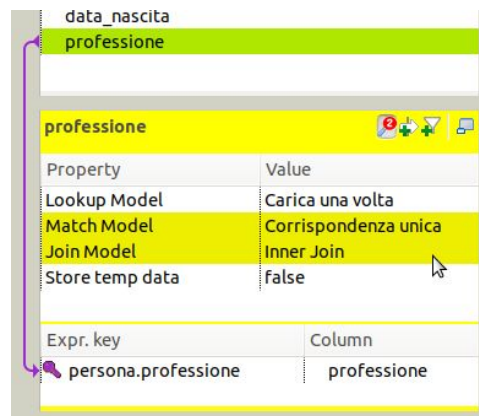 data_nascita
professione
professione
2
Property Value
Lookup Model Carica una volta
Match Model Corrispondenza unica
Join Model Inner Join
Store temp data false
Expr. key Column
persona.professione professione